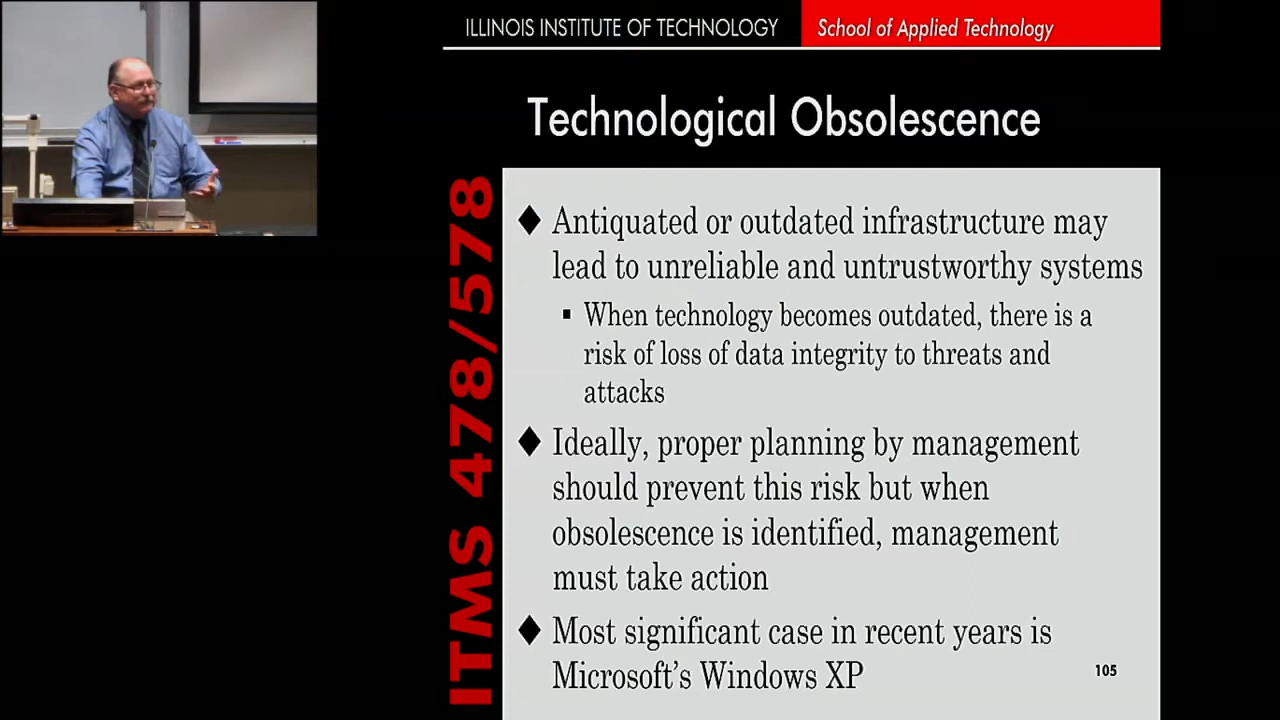 ILLINOIS INSTITUTE OF TECHNOLOGY School of Applied Technology
Technological Obsolescence
ITMS 478/578
♦ Antiquated or outdated infrastructure may
lead to unreliable and untrustworthy systems
▪ When technology becomes outdated, there is a
risk of loss of data integrity to threats and
attacks
♦ Ideally, proper planning by management
should prevent this risk but when
obsolescence is identified, management
must take action
♦ Most significant case in recent years is
Microsoft's Windows XP
105